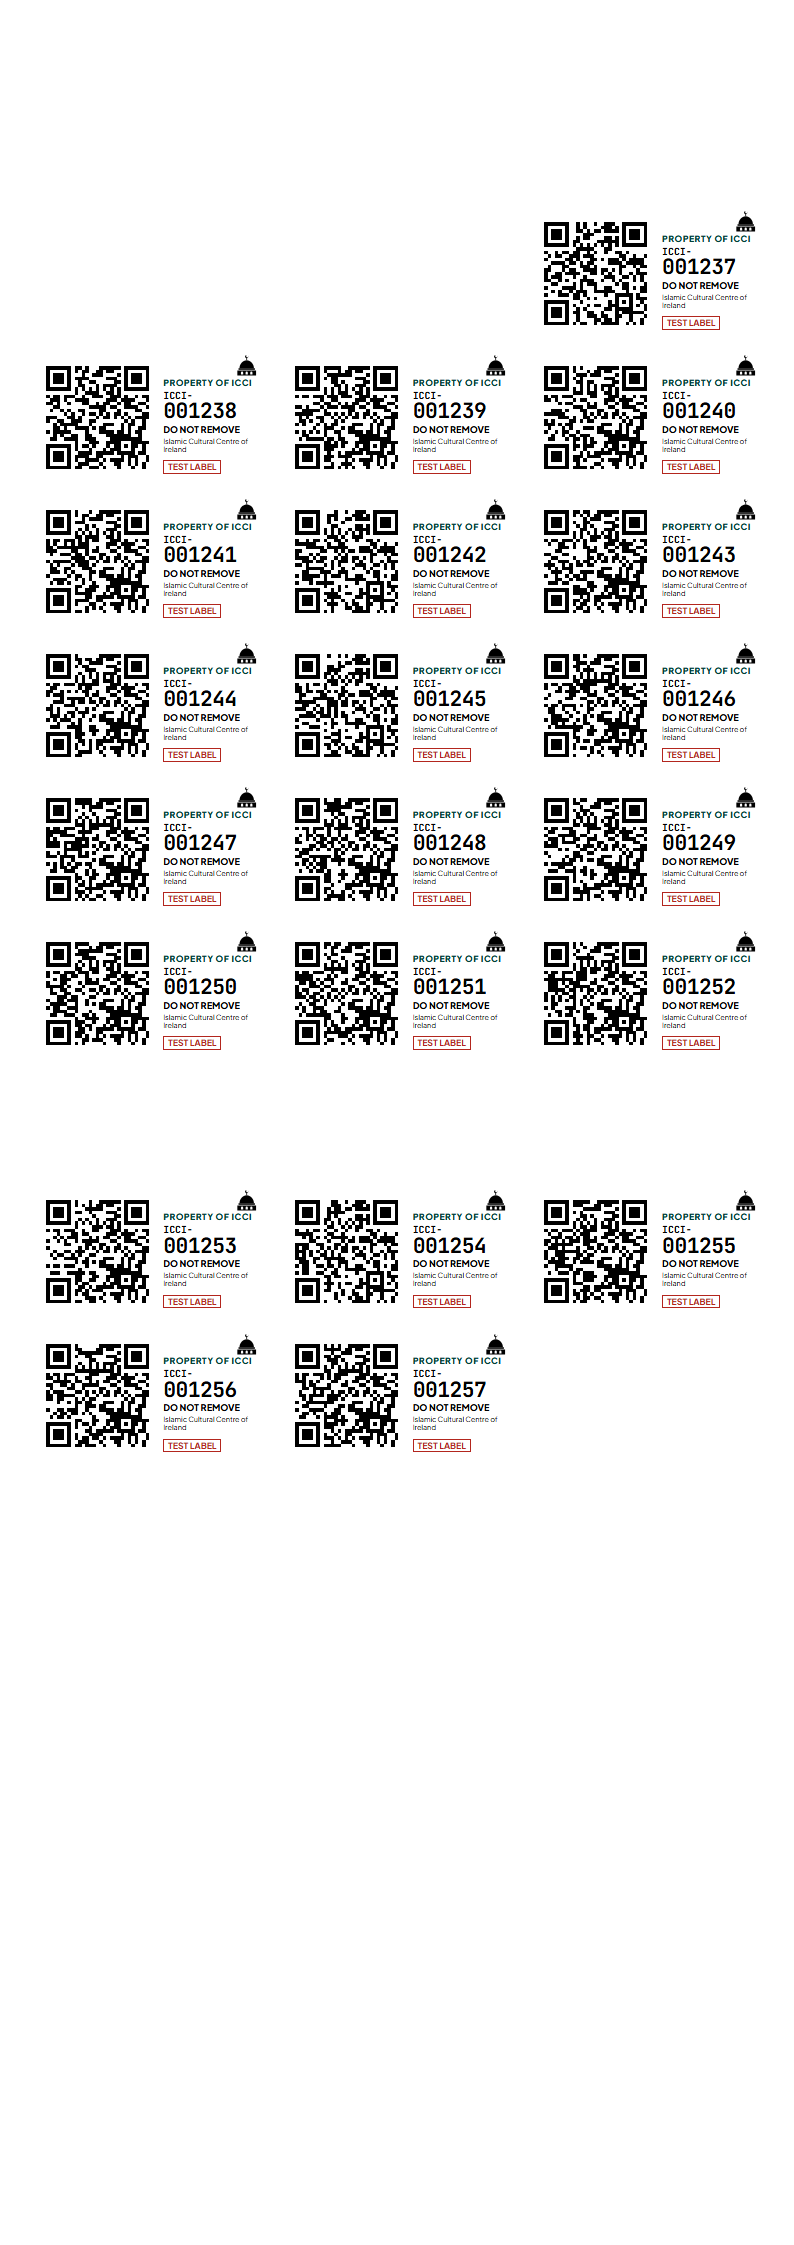 PROPERTY OF ICCI
ICCI-
001237
DO NOT REMOVE
Islamic Cultural Centre of
Ireland
TEST LABEL
PROPERTY OF ICCI
ICCI-
001238
DO NOT REMOVE
Islamic Cultural Centre of
Ireland
TEST LABEL
PROPERTY OF ICCI
ICCI-
001239
DO NOT REMOVE
Islamic Cultural Centre of
Ireland
TEST LABEL
PROPERTY OF ICCI
ICCI-
001240
DO NOT REMOVE
Islamic Cultural Centre of
Ireland
TEST LABEL
PROPERTY OF ICCI
ICCI-
001241
DO NOT REMOVE
Islamic Cultural Centre of
Ireland
TEST LABEL
PROPERTY OF ICCI
ICCI-
001242
DO NOT REMOVE
Islamic Cultural Centre of
Ireland
TEST LABEL
PROPERTY OF ICCI
ICCI-
001243
DO NOT REMOVE
Islamic Cultural Centre of
Ireland
TEST LABEL
PROPERTY OF ICCI
ICCI-
001244
DO NOT REMOVE
Islamic Cultural Centre of
Ireland
TEST LABEL
PROPERTY OF ICCI
ICCI-
001245
DO NOT REMOVE
Islamic Cultural Centre of
Ireland
TEST LABEL
PROPERTY OF ICCI
ICCI-
001246
DO NOT REMOVE
Islamic Cultural Centre of
Ireland
TEST LABEL
PROPERTY OF ICCI
ICCI-
001247
DO NOT REMOVE
Islamic Cultural Centre of
Ireland
TEST LABEL
PROPERTY OF ICCI
ICCI-
001248
DO NOT REMOVE
Islamic Cultural Centre of
Ireland
TEST LABEL
PROPERTY OF ICCI
ICCI-
001249
DO NOT REMOVE
Islamic Cultural Centre of
Ireland
TEST LABEL
PROPERTY OF ICCI
ICCI-
001250
DO NOT REMOVE
Islamic Cultural Centre of
Ireland
TEST LABEL
PROPERTY OF ICCI
ICCI-
001251
DO NOT REMOVE
Islamic Cultural Centre of
Ireland
TEST LABEL
PROPERTY OF ICCI
ICCI-
001252
DO NOT REMOVE
Islamic Cultural Centre of
Ireland
TEST LABEL
PROPERTY OF ICCI
ICCI-
001253
DO NOT REMOVE
Islamic Cultural Centre of
Ireland
TEST LABEL
PROPERTY OF ICCI
ICCI-
001254
DO NOT REMOVE
Islamic Cultural Centre of
Ireland
TEST LABEL
PROPERTY OF ICCI
ICCI-
001255
DO NOT REMOVE
Islamic Cultural Centre of
Ireland
TEST LABEL
PROPERTY OF ICCI
ICCI-
001256
DO NOT REMOVE
Islamic Cultural Centre of
Ireland
TEST LABEL
PROPERTY OF ICCI
ICCI-
001257
DO NOT REMOVE
Islamic Cultural Centre of
Ireland
TEST LABEL